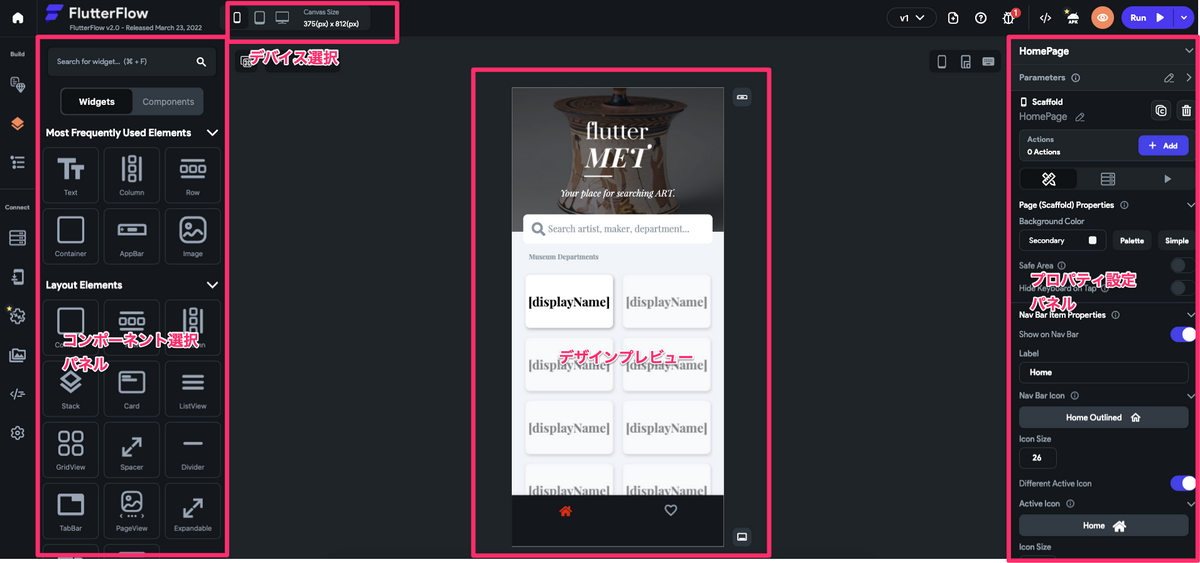 FlutterFlow
FlutterFlow v2.0 - Released March 23, 2022
Canvas Size
375(px) x 812(px)
v1
1
APK
Run
デバイス選択
Build
Connect
Search for widget... (⌘ + F)
Widgets
Components
Most Frequently Used Elements
Text
Column
Row
Container
AppBar
Image
Layout Elements
コンポーネント選択
パネル
Stack
Card
ListView
GridView
Spacer
Divider
TabBar
PageView
Expandable
flutter
MET
Your place for searching ART.
Search artist, maker, department...
Museum Departments
[displayName]
[displayName]
デザインプレビュー
[displayName]
[displayName]
[displayName]
[displayName]
[displayName]
[displayName]
HomePage
Parameters
Scaffold
HomePage
Actions
0 Actions
+ Add
Page (Scaffold) Properties
Background Color
Secondary
Palette
Simple
Safe Area
Hide Keyboard on Tap
プロパティ設定
パネル
Nav Bar Item Properties
Show on Nav Bar
Label
Home
Nav Bar Icon
Home Outlined
Icon Size
26
Different Active Icon
Active Icon
Home
Icon Size